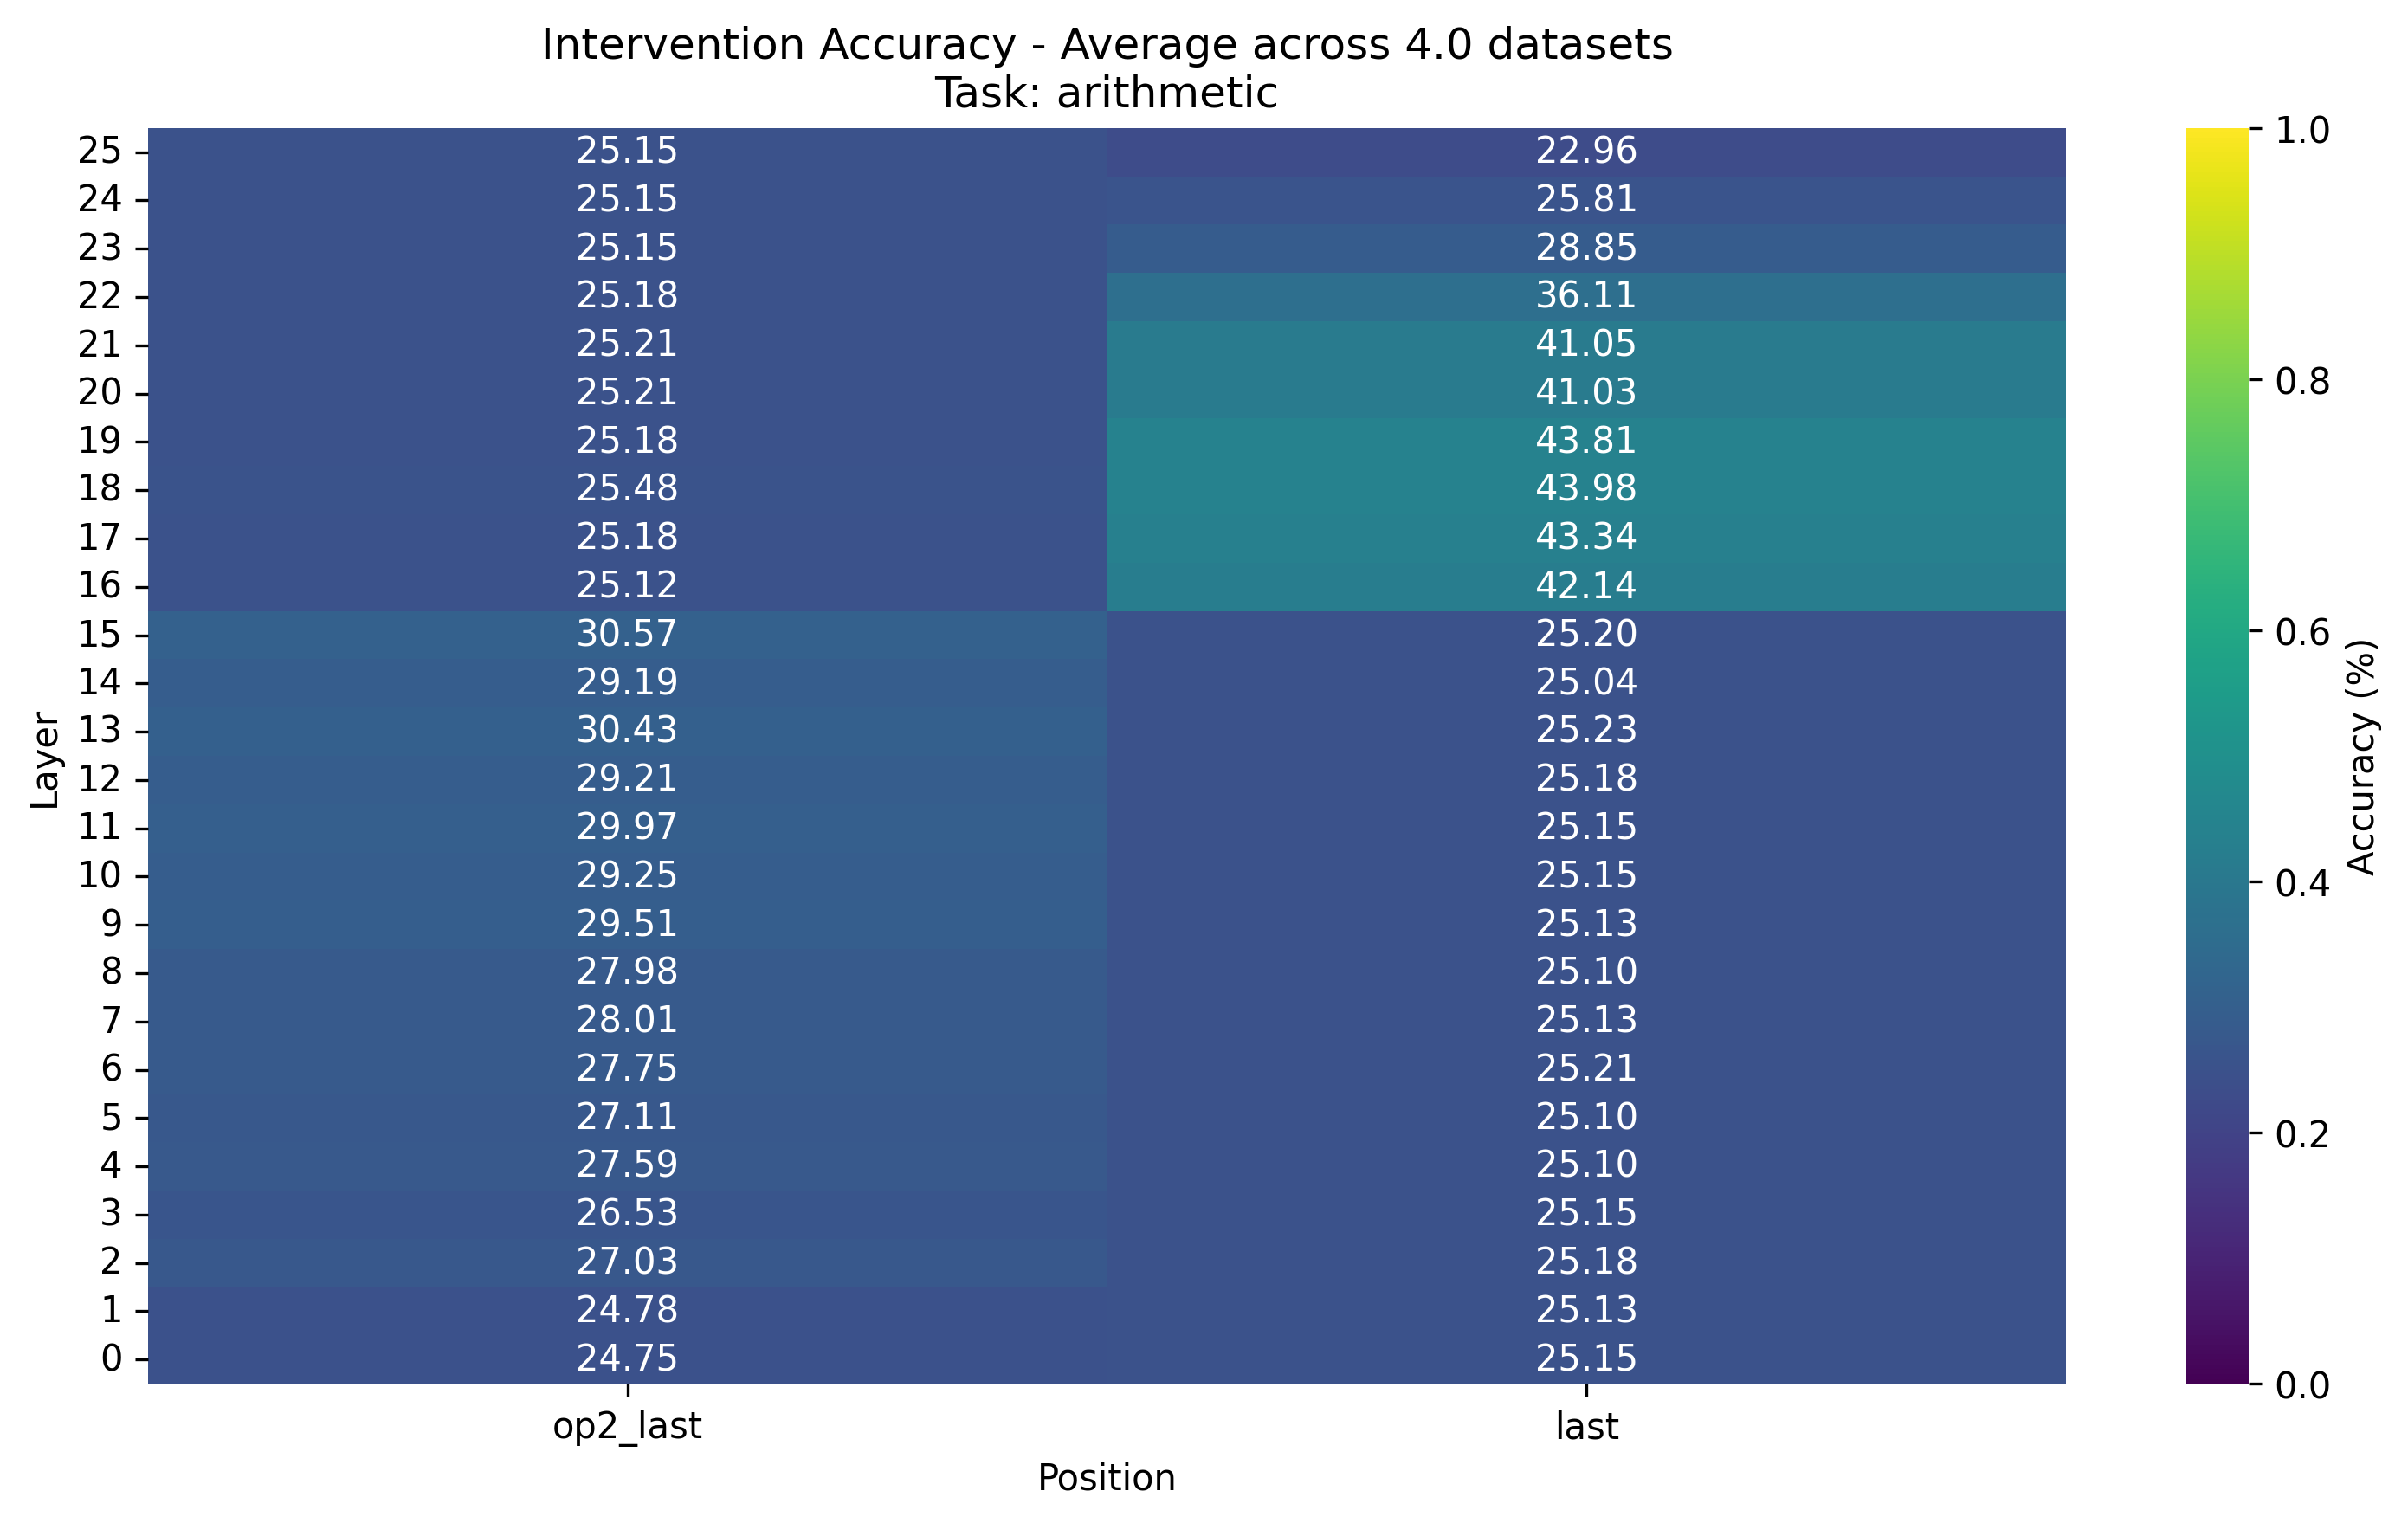 Intervention Accuracy - Average across 4.0 datasets
Task: arithmetic
25 25.15 22.96
24 25.15 25.81
23 25.15 28.85
22 25.18 36.11
21 25.21 41.05
20 25.21 41.03
19 25.18 43.81
18 25.48 43.98
17 25.18 43.34
16 25.12 42.14
15 30.57 25.20
14 29.19 25.04
13 30.43 25.23
12 29.21 25.18
11 29.97 25.15
10 29.25 25.15
9 29.51 25.13
8 27.98 25.10
7 28.01 25.13
6 27.75 25.21
5 27.11 25.10
4 27.59 25.10
3 26.53 25.15
2 27.03 25.18
1 24.78 25.13
0 24.75 25.15
Layer
op2_last last
Position
1.0
0.8
0.6
0.4
0.2
0.0
Accuracy (%)